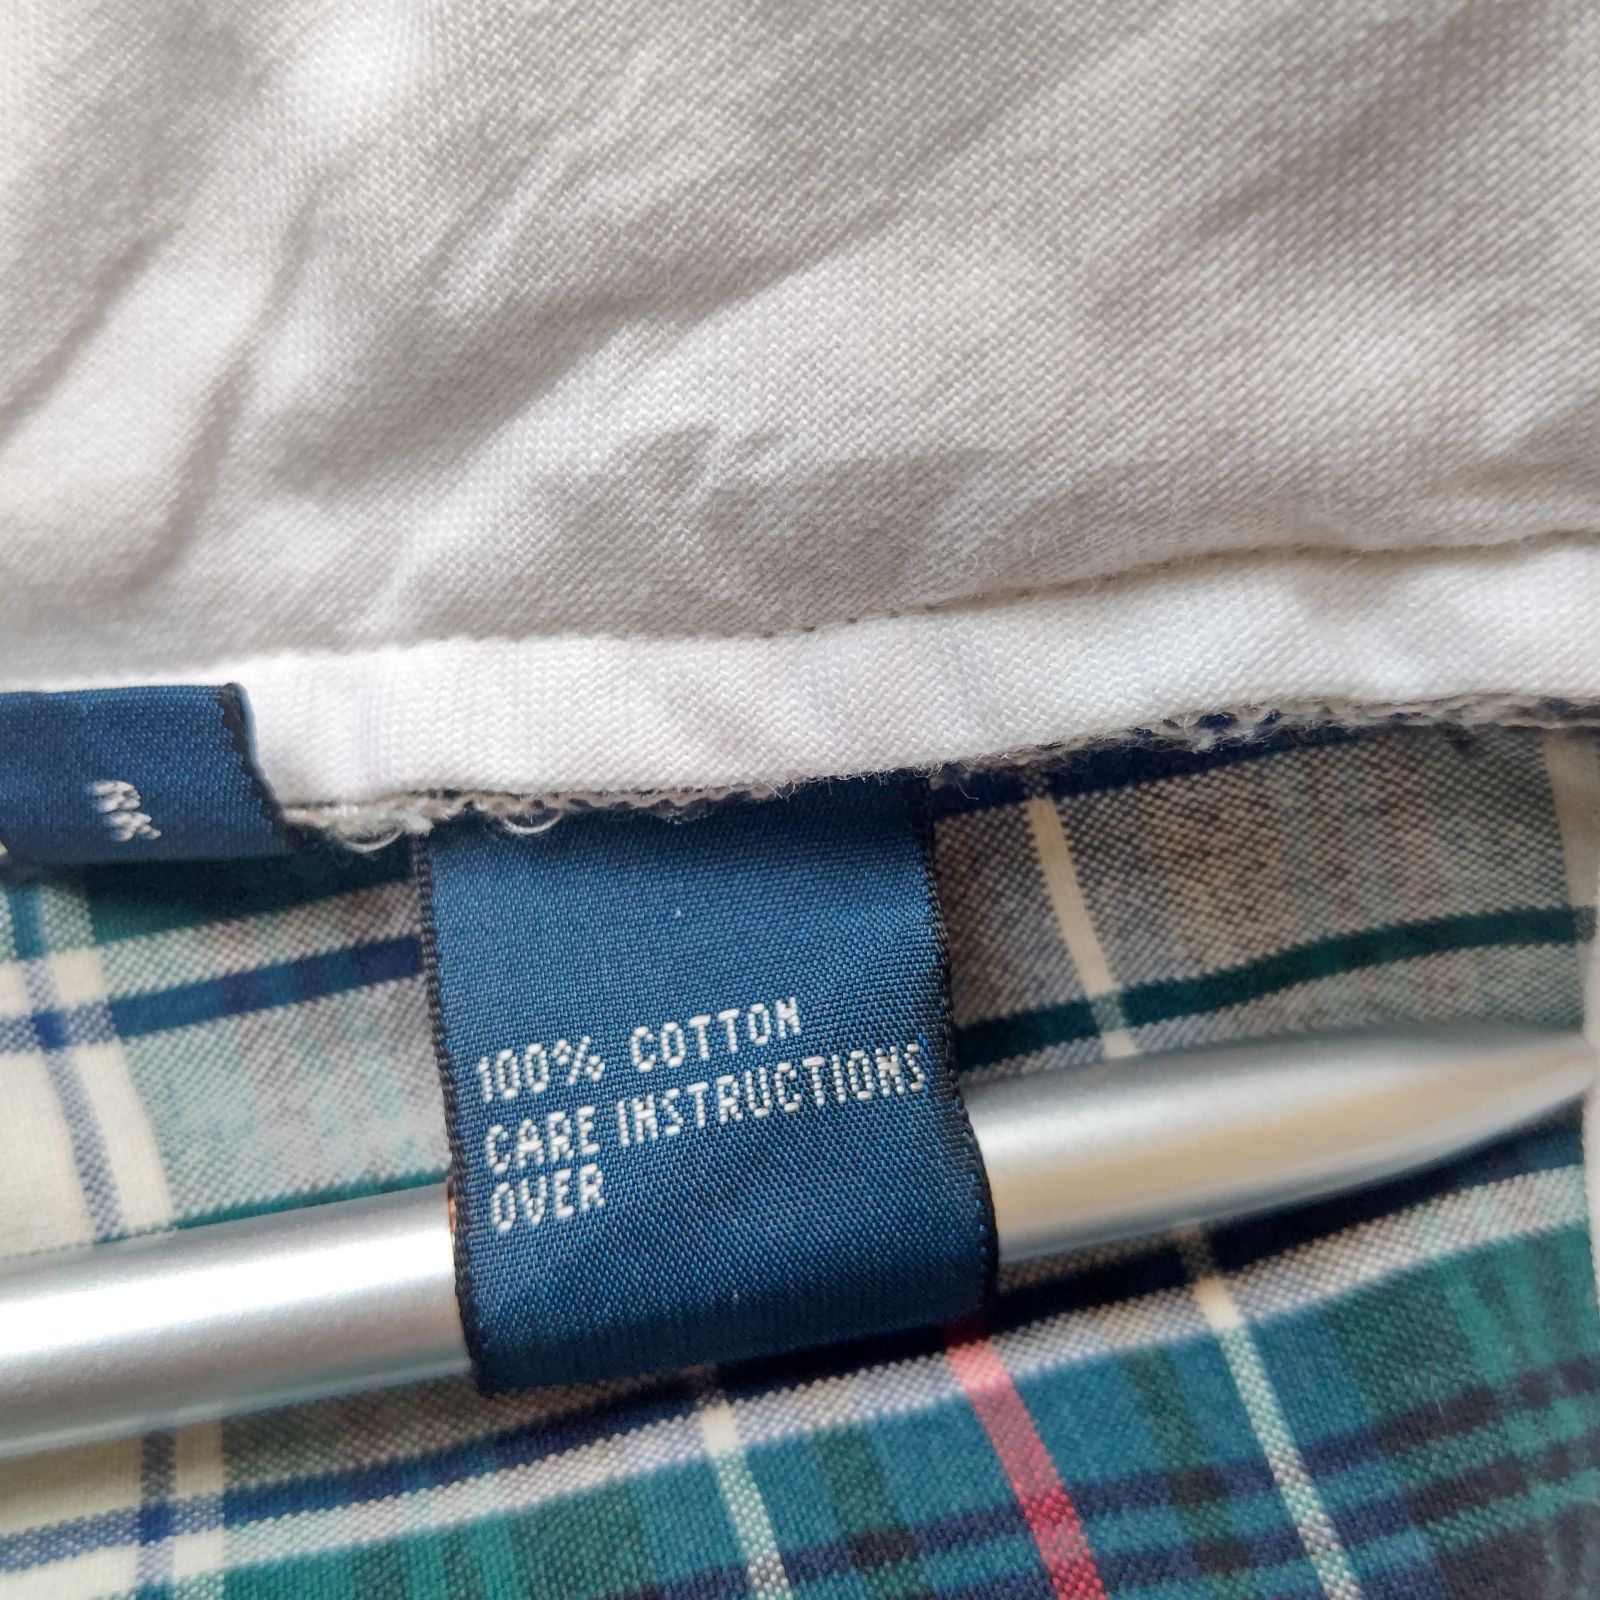 100% COTTON
CARE INSTRUCTIONS
OVER